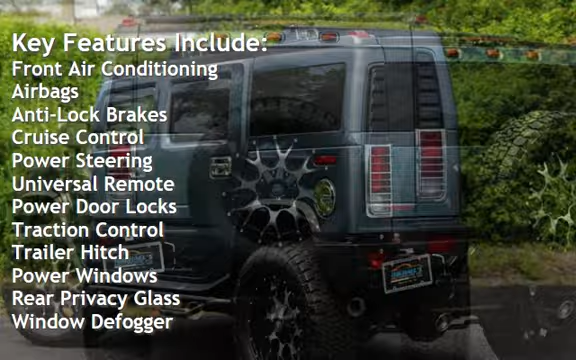 Key Features Include:
Front Air Conditioning
Airbags
Anti-Lock Brakes
Cruise Control
Power Steering
Universal Remote
Power Door Locks
Traction Control
Trailer Hitch
Power Windows
Rear Privacy Glass
Window Defogger